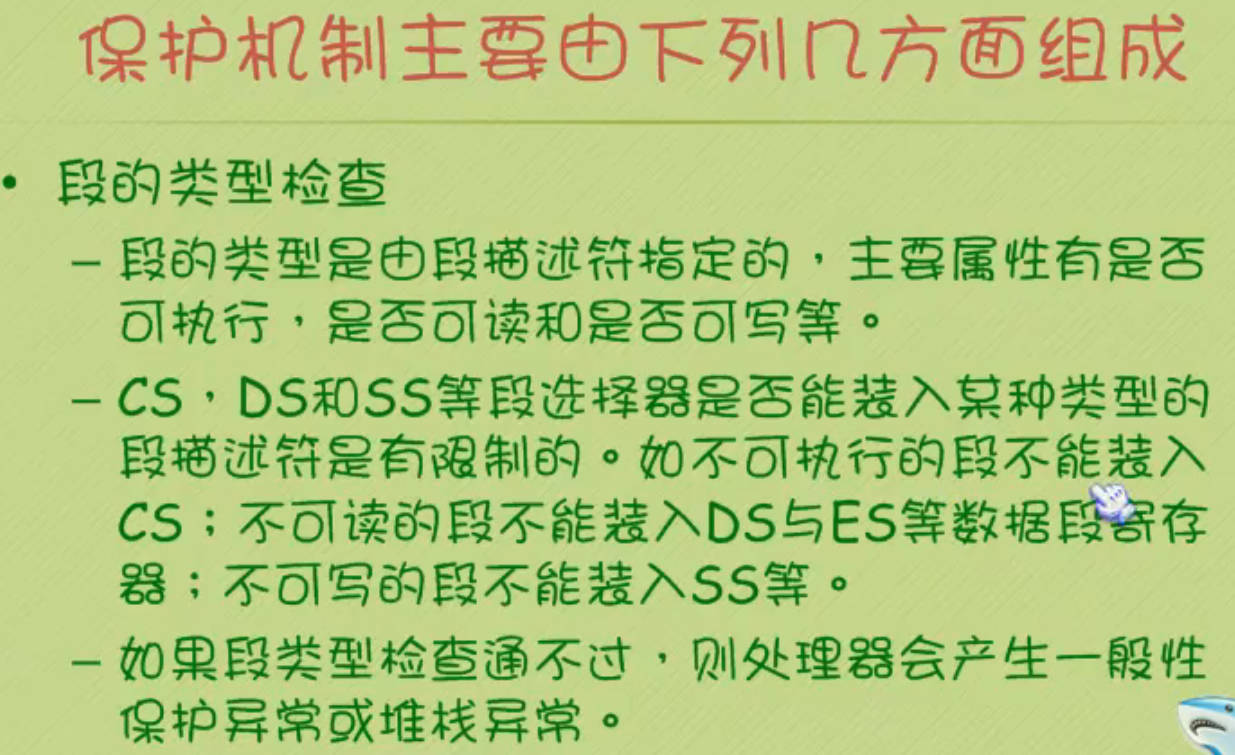 保护机制主要由下列几方面组成
• 段的类型检查
– 段的类型是由段描述符指定的，主要属性有是否
可执行，是否可读和是否可写等。
– CS，DS和SS等段选择器是否能装入某种类型的
段描述符是有限制的。如不可执行的段不能装入
CS；不可读的段不能装入DS与ES等数据段寄存
器；不可写的段不能装入SS等。
– 如果段类型检查通不过，则处理器会产生一般性
保护异常或堆栈异常。